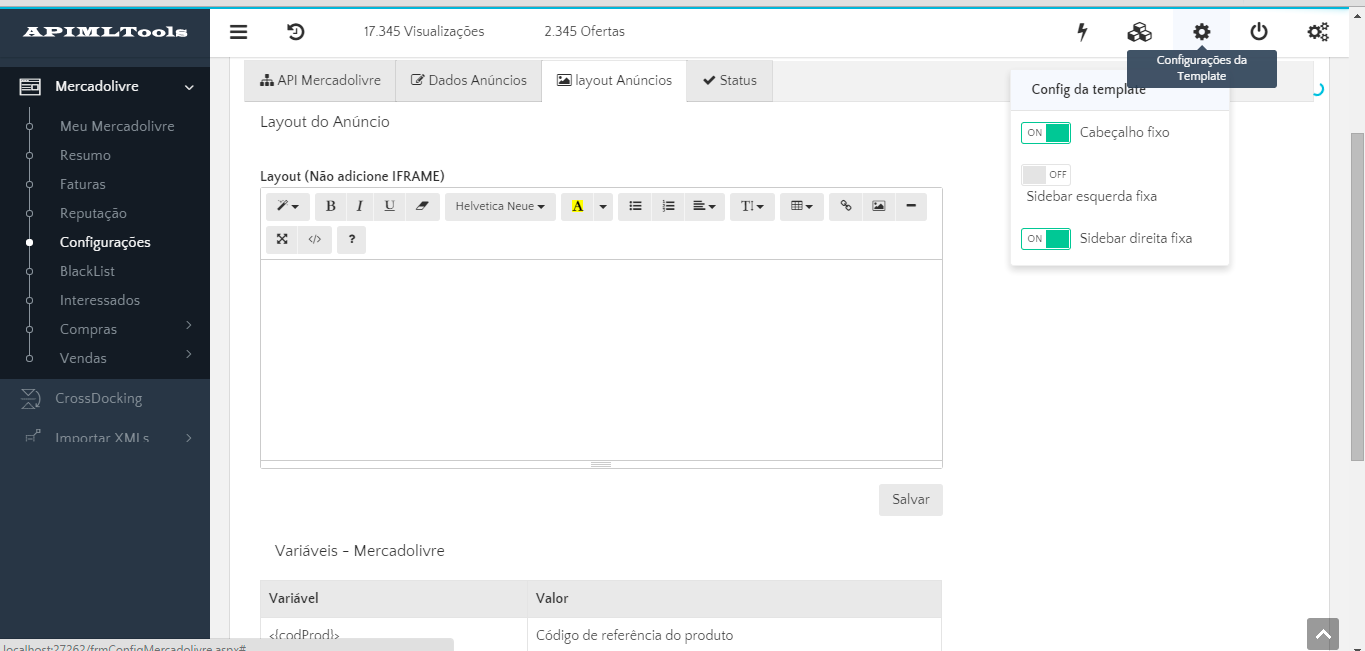 APIMLTools
17.345 Visualizações
2.345 Ofertas
Configurações da
Template
Mercadolivre
Meu Mercadolivre
Resumo
Faturas
Reputação
Configurações
BlackList
Interessados
Compras
Vendas
CrossDocking
Importar XMLs
API Mercadolivre
Dados Anúncios
layout Anúncios
Status
Config da template
ON Cabeçalho fixo
OFF
Sidebar esquerda fixa
ON Sidebar direita fixa
Layout do Anúncio
Layout (Não adicione IFRAME)
B I U Helvetica Neue A TI
</> ?
Salvar
Variáveis - Mercadolivre
Variável Valor
<{codProd}> Código de referência do produto
localhost:27262/frmConfigMercadolivre.aspx#